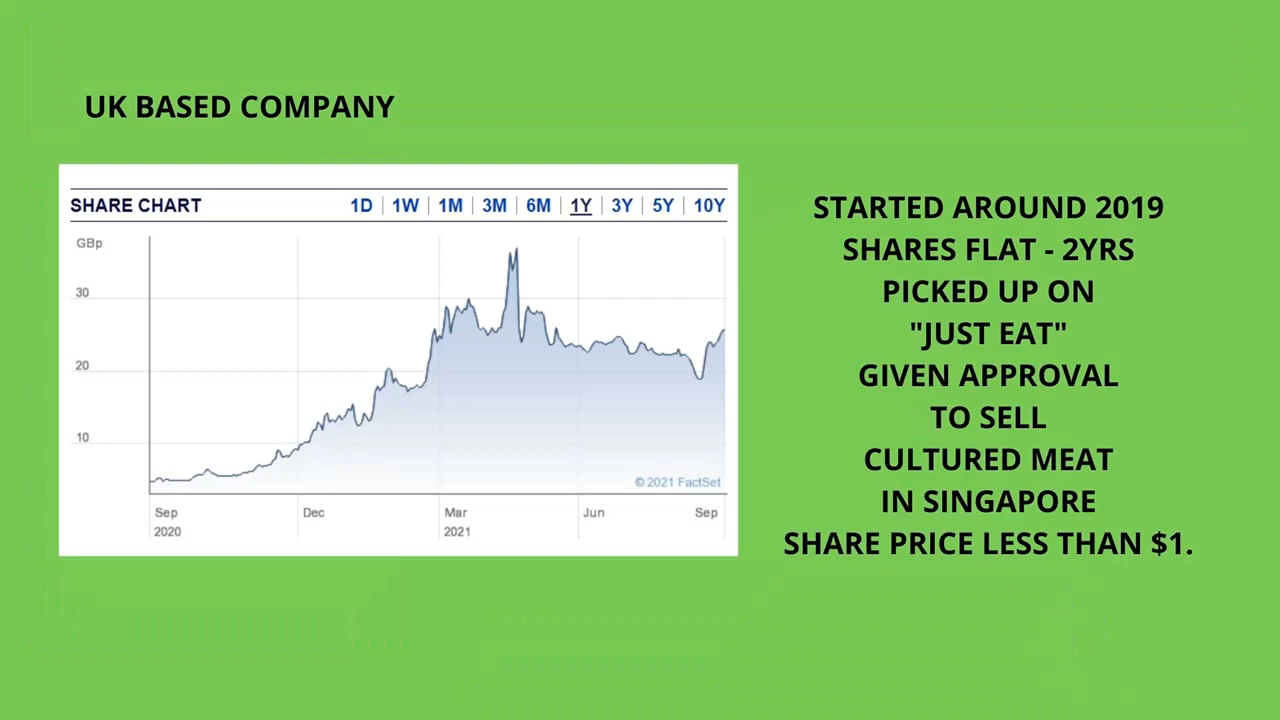 UK BASED COMPANY
SHARE CHART
1D | 1W | 1M | 3M | 6M | 1Y | 3Y | 5Y | 10Y
GBp
30
20
10
© 2021 FactSet
Sep Dec Mar Jun Sep
2020 2021
STARTED AROUND 2019
SHARES FLAT - 2YRS
PICKED UP ON
"JUST EAT"
GIVEN APPROVAL
TO SELL
CULTURED MEAT
IN SINGAPORE
SHARE PRICE LESS THAN $1.